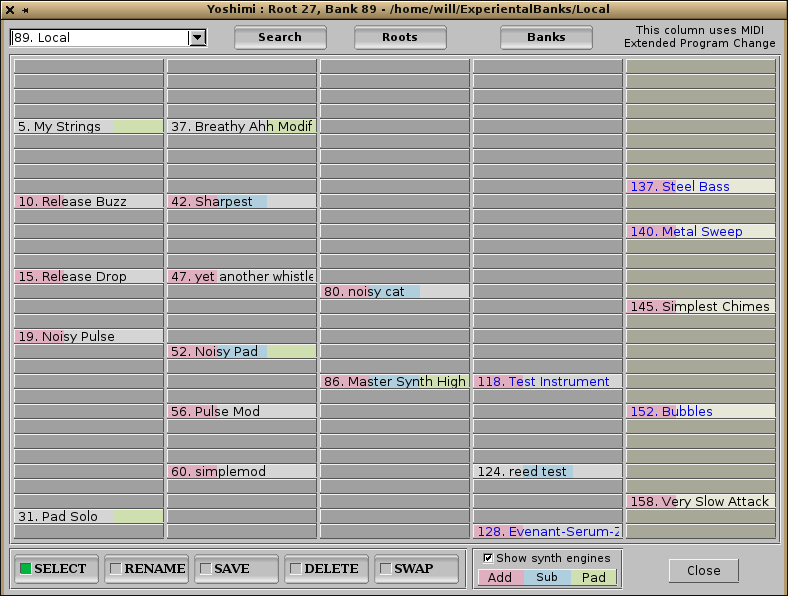 Yoshimi : Root 27, Bank 89 - /home/will/ExperientalBanks/Local
89. Local
Search
Roots
Banks
This column uses MIDI
Extended Program Change
5. My Strings
10. Release Buzz
15. Release Drop
19. Noisy Pulse
31. Pad Solo
37. Breathy Ahh Modif
42. Sharpest
47. yet another whistle
52. Noisy Pad
56. Pulse Mod
60. simplemod
80. noisy cat
86. Master Synth High
118. Test Instrument
124. reed test
128. Evenant-Serum-2
137. Steel Bass
140. Metal Sweep
145. Simplest Chimes
152. Bubbles
158. Very Slow Attack
SELECT
RENAME
SAVE
DELETE
SWAP
Show synth engines
Add
Sub
Pad
Close